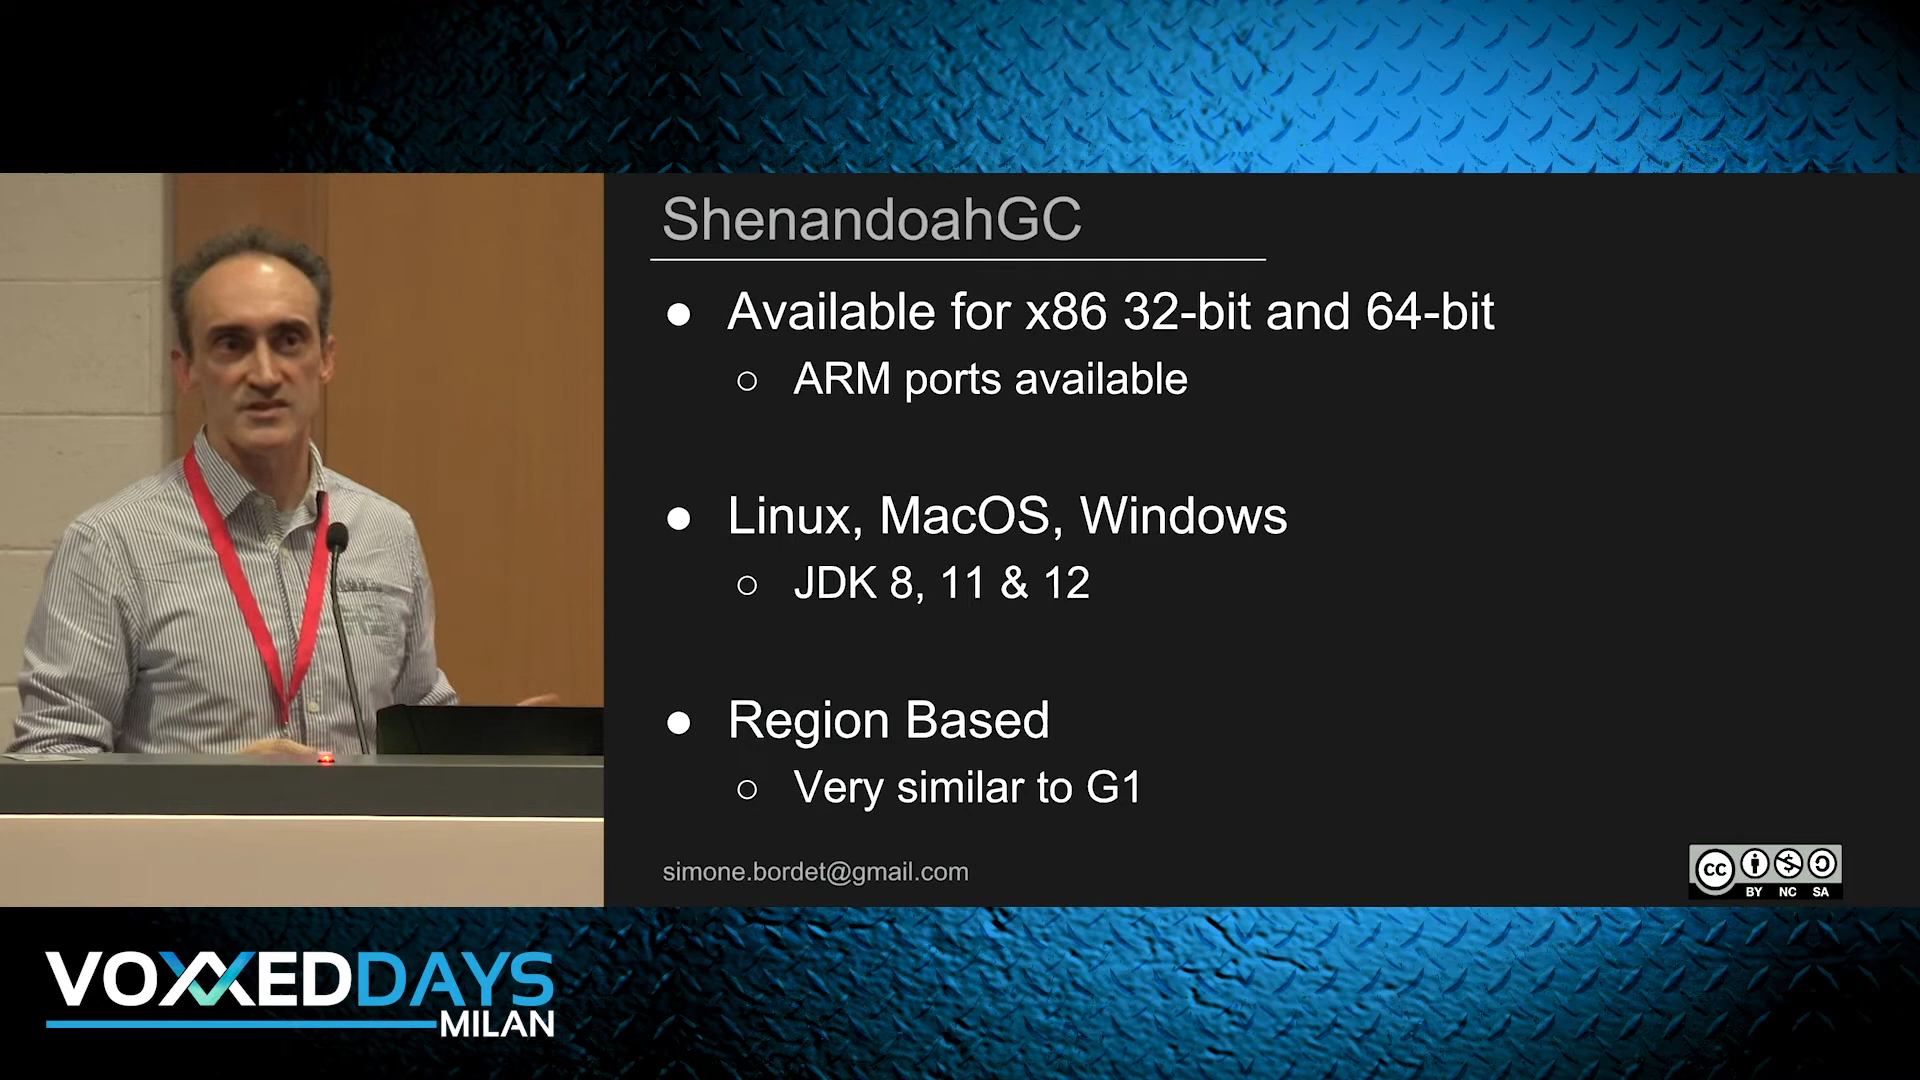 ShenandoahGC
● Available for x86 32-bit and 64-bit
○ ARM ports available
● Linux, MacOS, Windows
○ JDK 8, 11 & 12
● Region Based
○ Very similar to G1
simone.bordet@gmail.com
cc BY NC SA
VOXXEDDAYS
MILAN